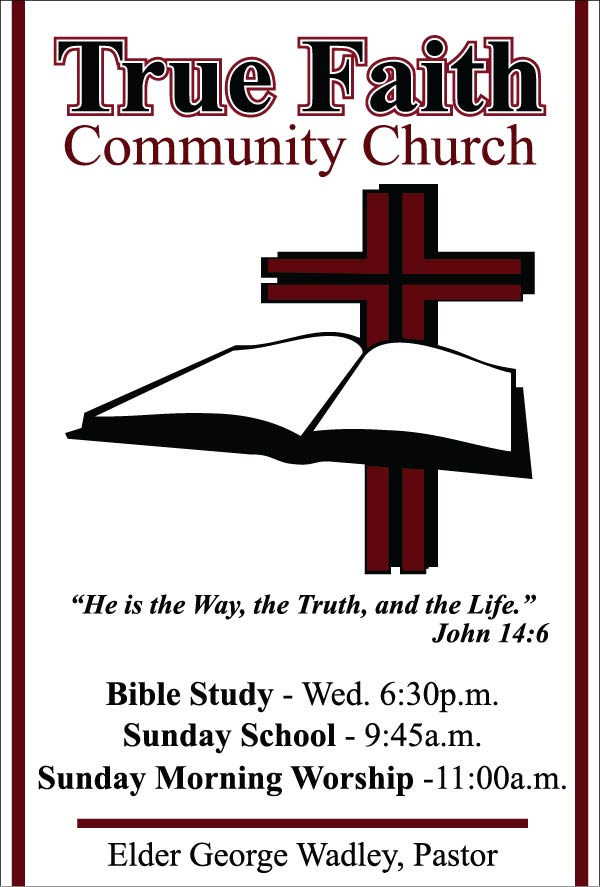 True Faith
Community Church
“He is the Way, the Truth, and the Life.”
John 14:6
Bible Study - Wed. 6:30p.m.
Sunday School - 9:45a.m.
Sunday Morning Worship -11:00a.m.
Elder George Wadley, Pastor